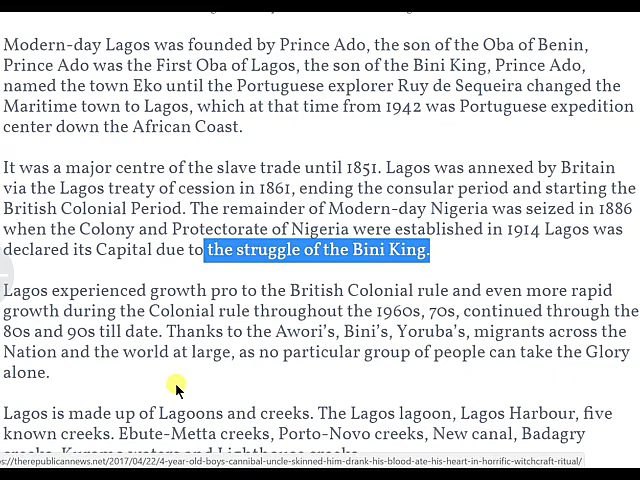 Modern-day Lagos was founded by Prince Ado, the son of the Oba of Benin,
Prince Ado was the First Oba of Lagos, the son of the Bini King, Prince Ado,
named the town Eko until the Portuguese explorer Ruy de Sequeira changed the
Maritime town to Lagos, which at that time from 1942 was Portuguese expedition
center down the African Coast.
It was a major centre of the slave trade until 1851. Lagos was annexed by Britain
via the Lagos treaty of cession in 1861, ending the consular period and starting the
British Colonial Period. The remainder of Modern-day Nigeria was seized in 1886
when the Colony and Protectorate of Nigeria were established in 1914 Lagos was
declared its Capital due to the struggle of the Bini King.
Lagos experienced growth pro to the British Colonial rule and even more rapid
growth during the Colonial rule throughout the 1960s, 70s, continued through the
80s and 90s till date. Thanks to the Awori's, Bini's, Yoruba's, migrants across the
Nation and the world at large, as no particular group of people can take the Glory
alone.
Lagos is made up of Lagoons and creeks. The Lagos lagoon, Lagos Harbour, five
known creeks. Ebute-Metta creeks, Porto-Novo creeks, New canal, Badagry
creeks, Kuramo waters and Lighthouse creeks.
ps://therepublicannews.net/2017/04/22/4-year-old-boys-cannibal-uncle-skinned-him-drank-his-blood-ate-his-heart-in-horrific-witchcraft-ritual/